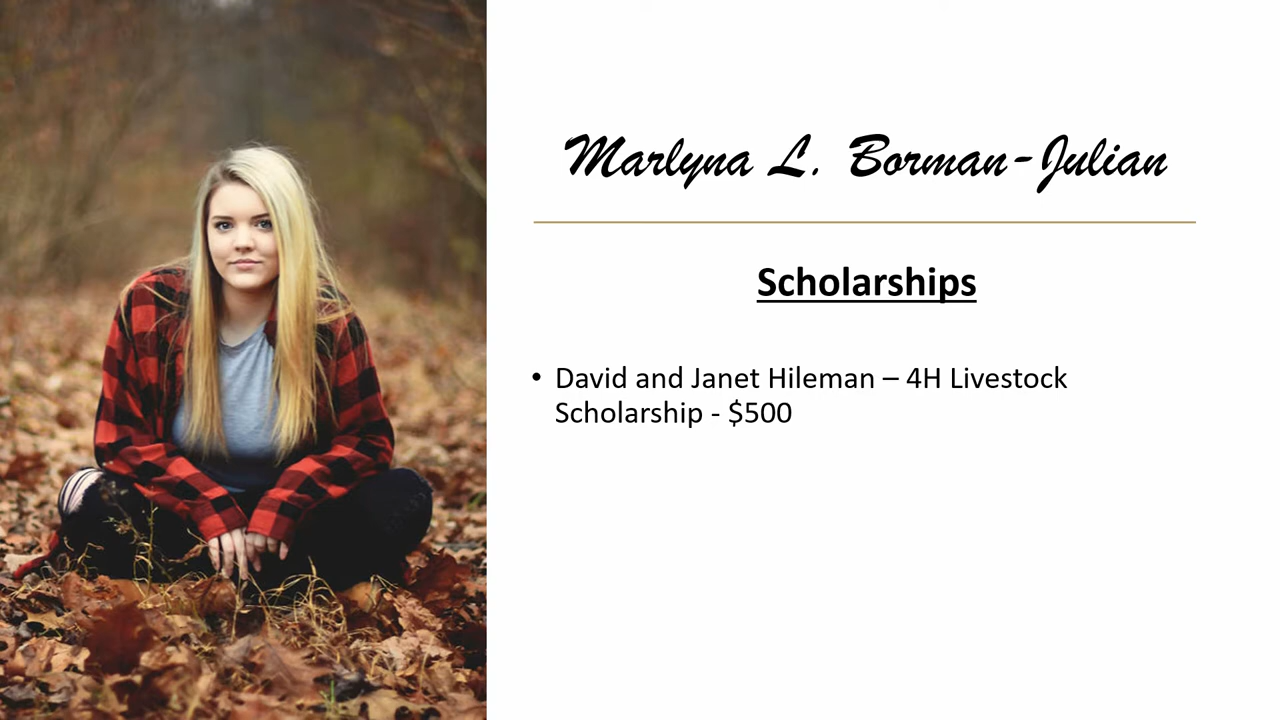 Marlyna L. Borman-Julian
Scholarships
• David and Janet Hileman – 4H Livestock
Scholarship - $500